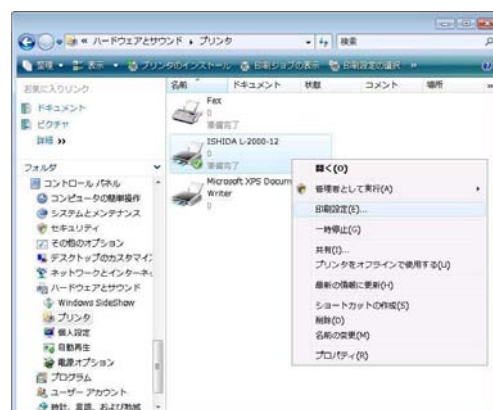 « ハードウェアとサウンド ▸ プリンタ
検索
整理 表示 プリンタのインストール 印刷ジョブの表示 印刷設定の選択 »
お気に入りリンク
ドキュメント
ピクチャ
詳細 »
フォルダ
コントロール パネル
コンピュータの簡単操作
システムとメンテナンス
セキュリティ
その他のオプション
デスクトップのカスタマイ
ネットワークとインターネ
ハードウェアとサウンド
Windows SideShow
プリンタ
個人設定
自動再生
電源オプション
プログラム
ユーザー アカウント
時計、言語、および地域
名前 ドキュメント 状態 コメント 場所 »
Fax
0
準備完了
ISHIDA L-2000-12
0
準備完了
Microsoft XPS Docum
Writer
0
開く(O)
管理者として実行(A)
印刷設定(E)...
一時停止(G)
共有(I)...
プリンタをオフラインで使用する(U)
最新の情報に更新(H)
ショートカットの作成(S)
削除(D)
名前の変更(M)
プロパティ(R)